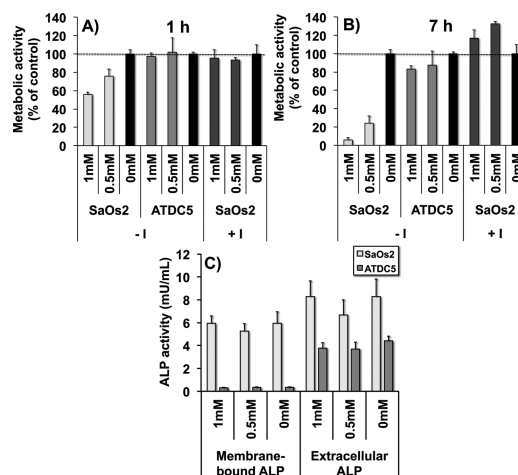 A)
1 h
Metabolic activity
(% of control)
140
120
100
80
60
40
20
0
1mM
0.5mM
0mM
1mM
0.5mM
0mM
1mM
0.5mM
0mM
SaOs2
ATDC5
SaOs2
- I
+ I
B)
7 h
Metabolic activity
(% of control)
140
120
100
80
60
40
20
0
1mM
0.5mM
0mM
1mM
0.5mM
0mM
1mM
0.5mM
0mM
SaOs2
ATDC5
SaOs2
- I
+ I
C)
SaOs2
ATDC5
ALP activity (mU/mL)
12
10
8
6
4
2
0
1mM
0.5mM
0mM
1mM
0.5mM
0mM
Membrane-
bound ALP
Extracellular
ALP